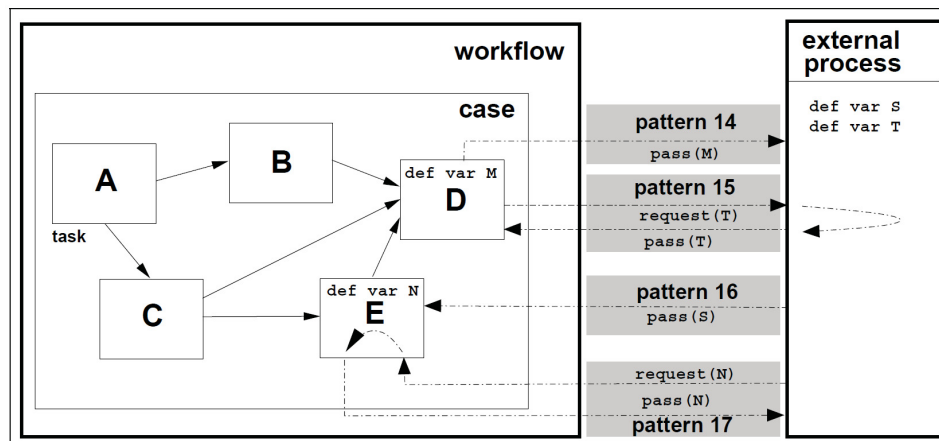 workflow
external
process
case
def var S
def var T
pattern 14
pass(M)
A
B
def var M
D
pattern 15
request(T)
pass(T)
task
C
def var N
E
pattern 16
pass(S)
request(N)
pass(N)
pattern 17